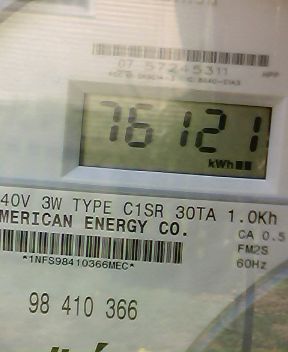 07 57245311
76121
kWh
40V 3W TYPE C1SR 30TA 1.0Kh
MERICAN ENERGY CO.
CA 0.5
FM2S
*1NFS98410366MEC*
60Hz
98 410 366